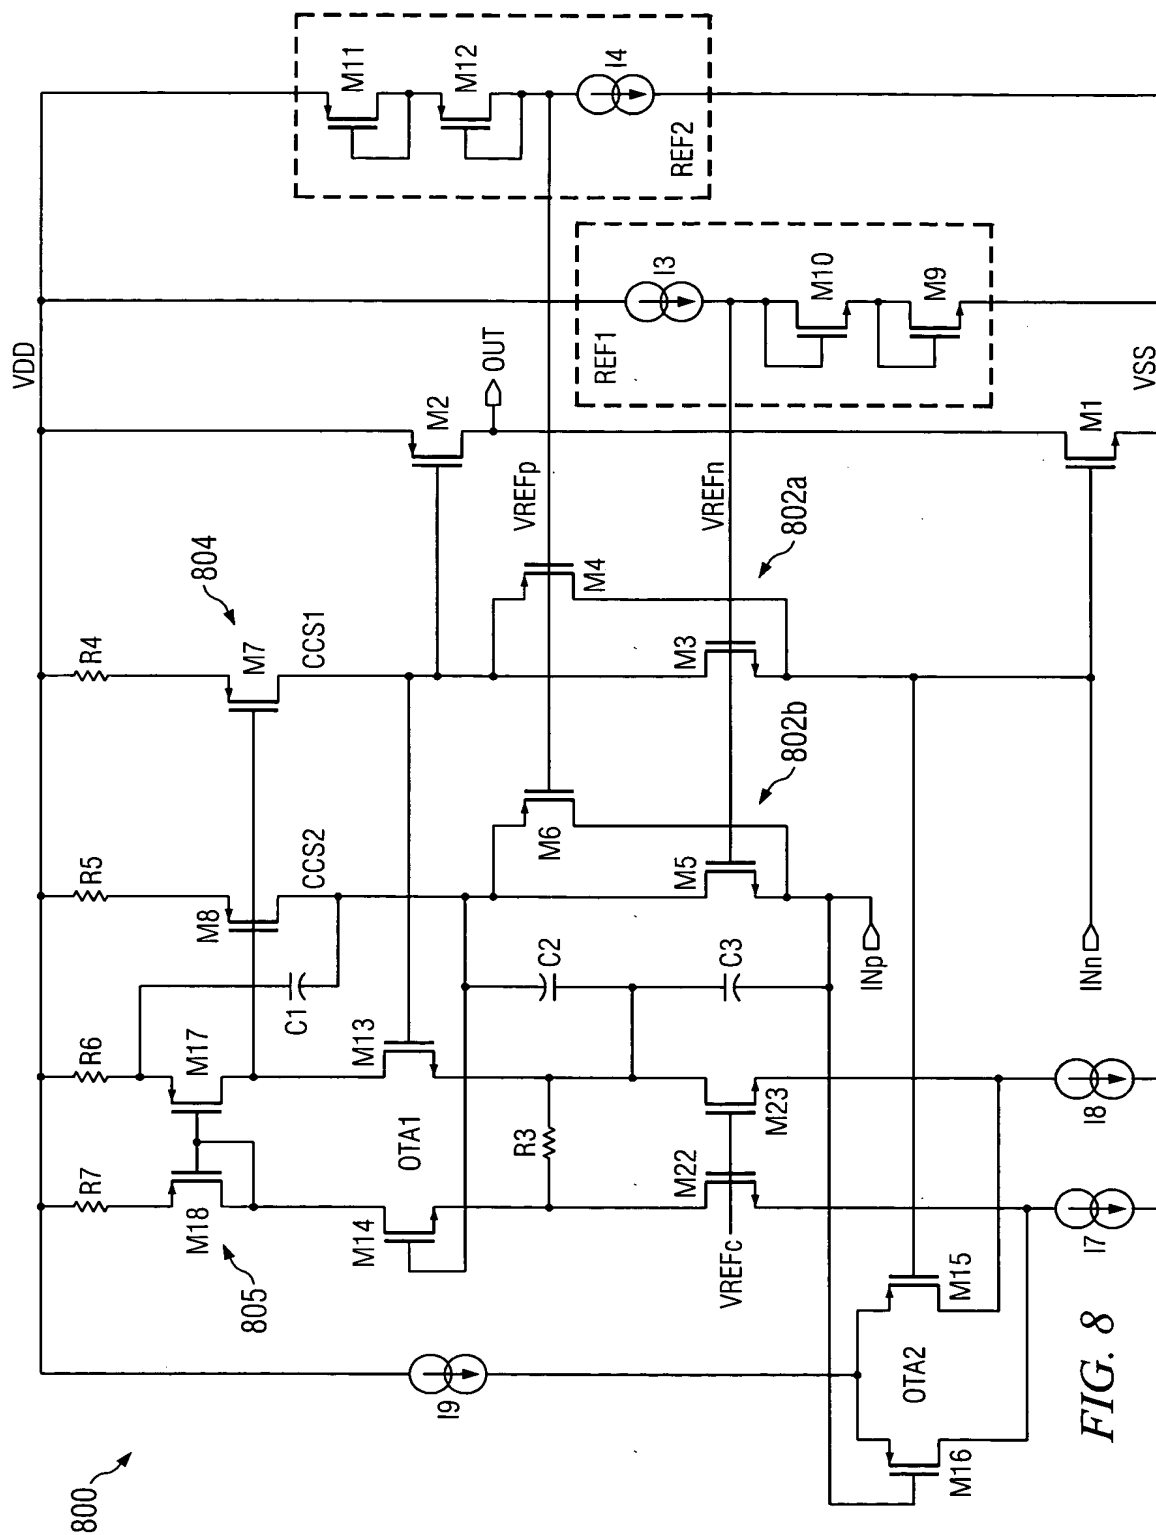 800
VDD
R7
R6
R5
R4
804
M18
M17
M8
M7
805
C1
CCS2
CCS1
M11
M12
I4
REF2
M2
OUT
I9
M14
OTA1
M13
R3
C2
C3
M6
M4
VREFp
M5
M3
VREFn
802b
802a
REF1
I3
M10
M9
VREFc
M22
M23
INp
INn
M1
VSS
OTA2
M16
M15
I7
I8
FIG. 8